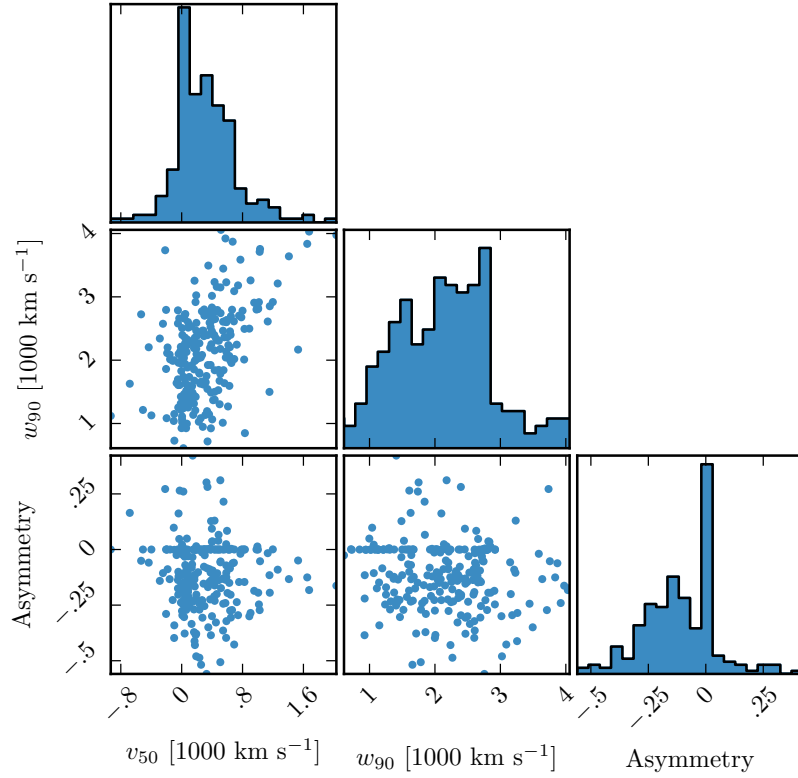 4
3
2
1
w₉₀ [1000 km s⁻¹]
.25
0
−.25
−.5
Asymmetry
−.8 0 .8 1.6
1 2 3 4
−.5 −.25 0 .25
v₅₀ [1000 km s⁻¹] w₉₀ [1000 km s⁻¹] Asymmetry